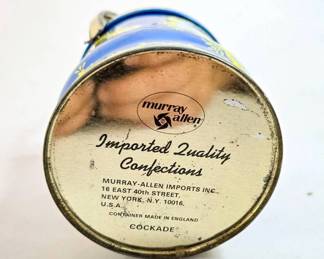 murray
allen
Imported Quality
Confections
MURRAY-ALLEN IMPORTS INC.
16 EAST 40th STREET,
NEW YORK, N.Y. 10016,
U.S.A.
CONTAINER MADE IN ENGLAND
COCKADE